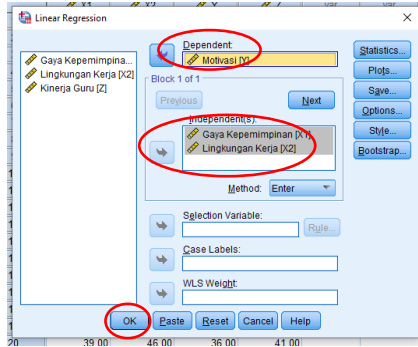 Linear Regression
Dependent:
Motivasi [Y]
Statistics...
Plots...
Save...
Options...
Style...
Bootstrap...
Gaya Kepemimpina...
Lingkungan Kerja [X2]
Kinerja Guru [Z]
Block 1 of 1
Previous
Next
Independent(s):
Gaya Kepemimpinan [X1]
Lingkungan Kerja [X2]
Method: Enter
Selection Variable:
Rule...
Case Labels:
WLS Weight:
OK Paste Reset Cancel Help
20 39.00 46.00 36.00 41.00